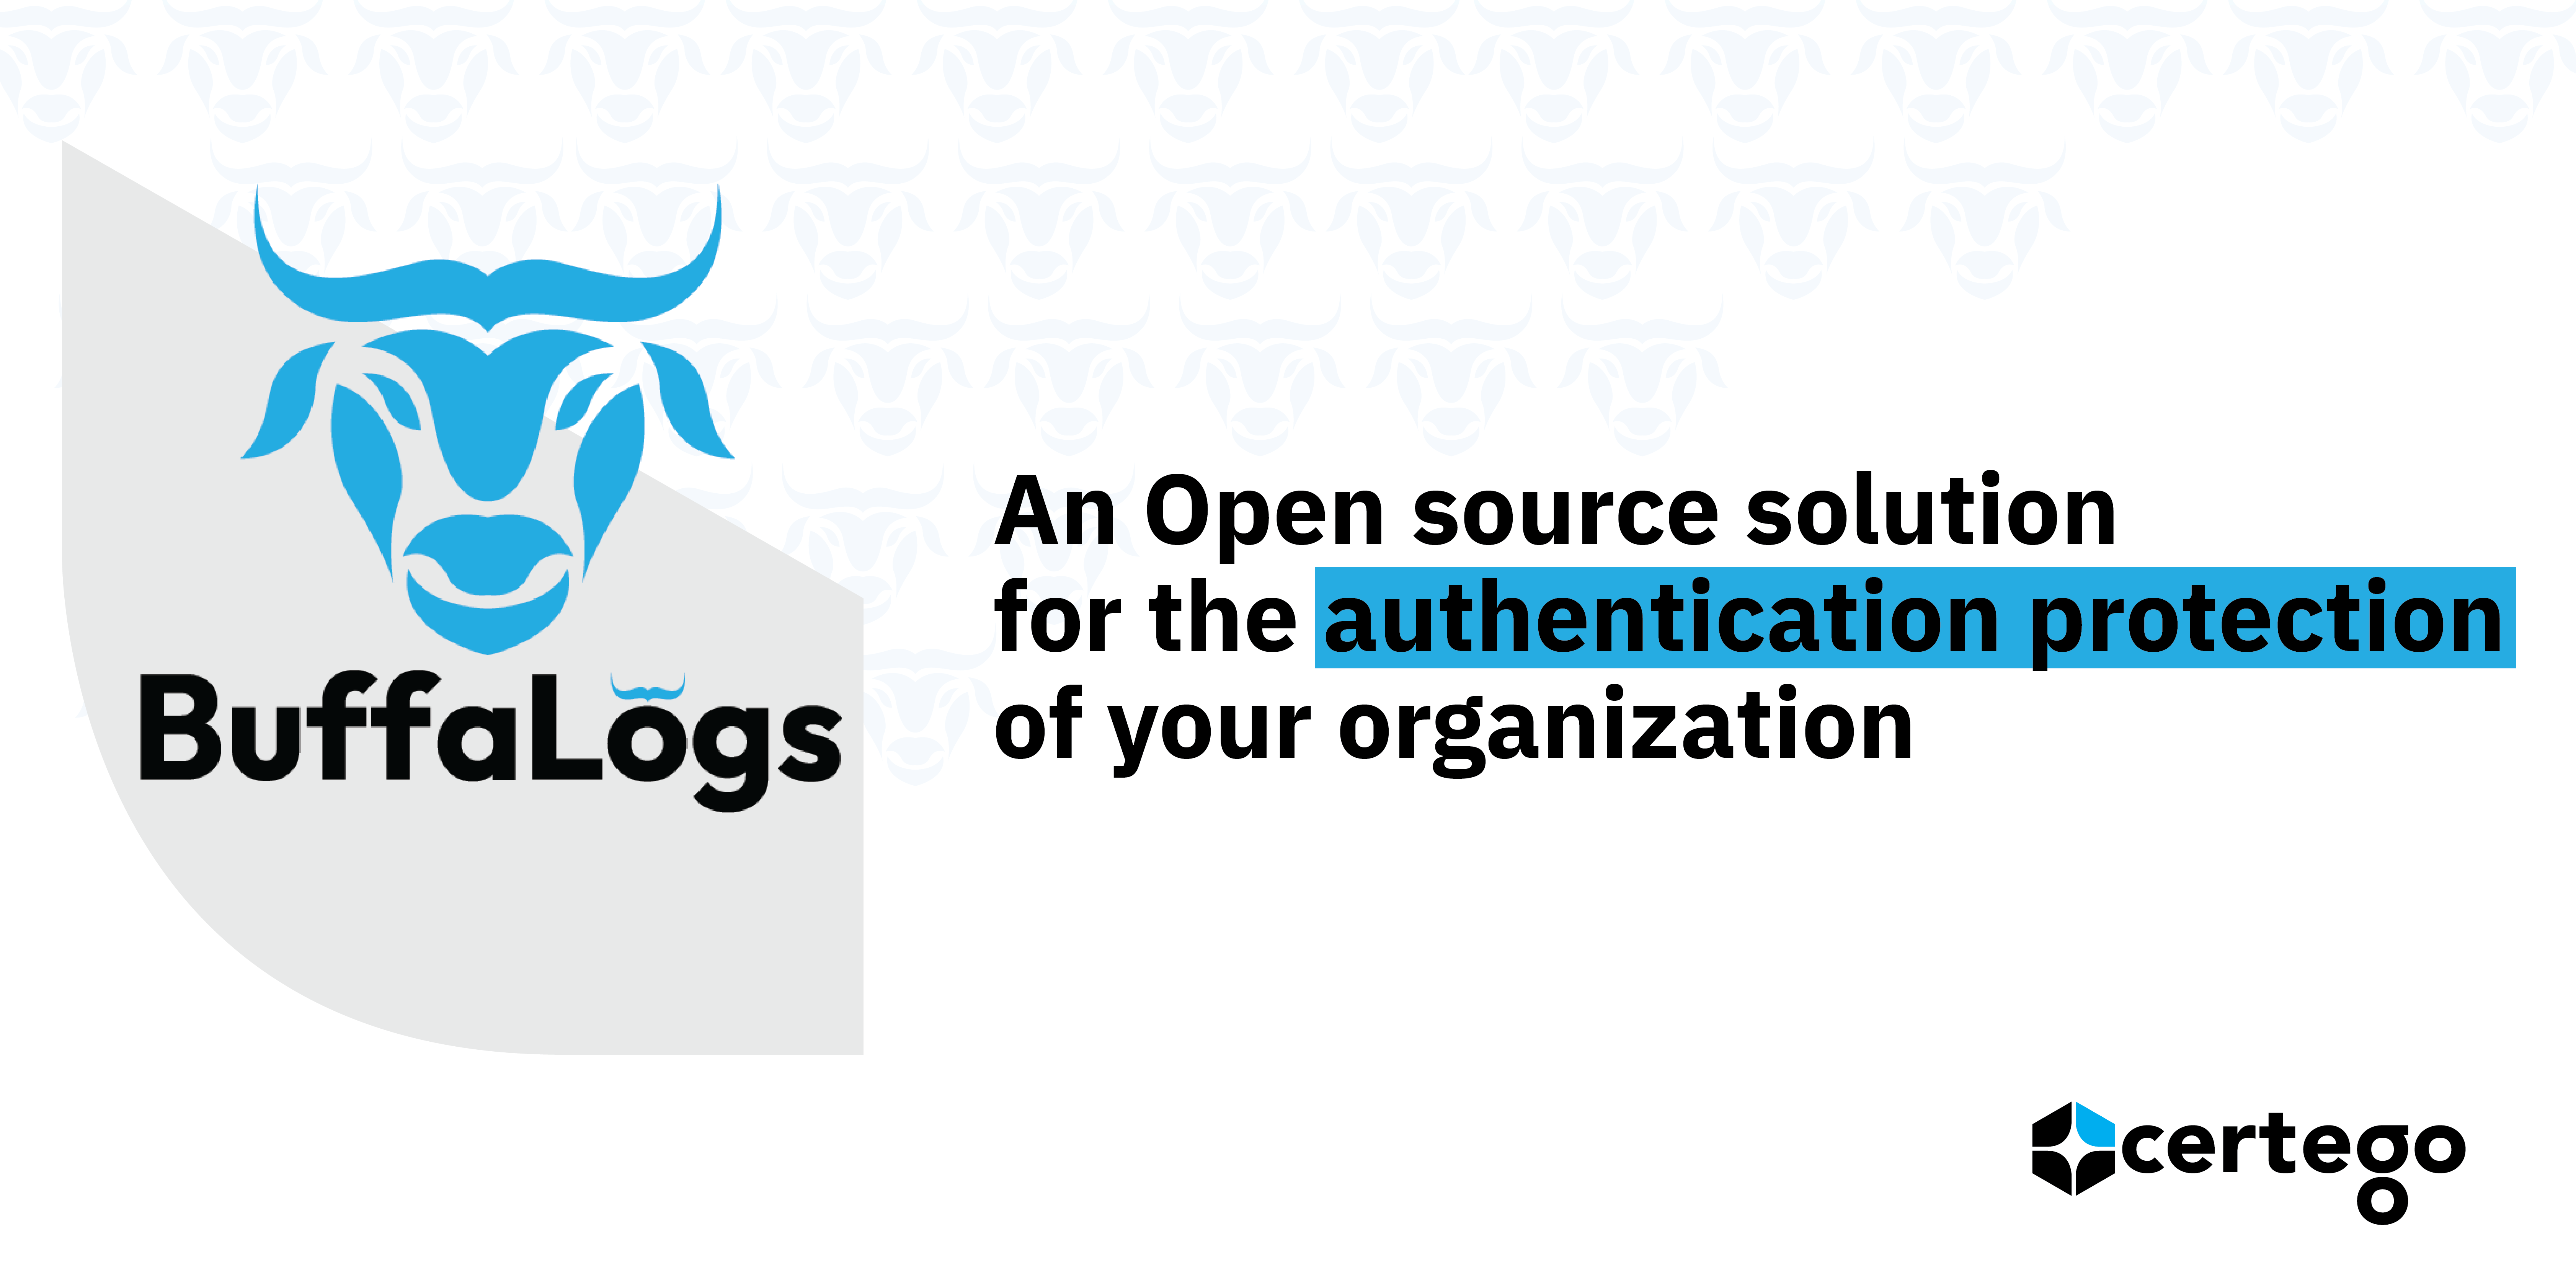 BuffaLogs
An Open source solution
for the authentication protection
of your organization
certego